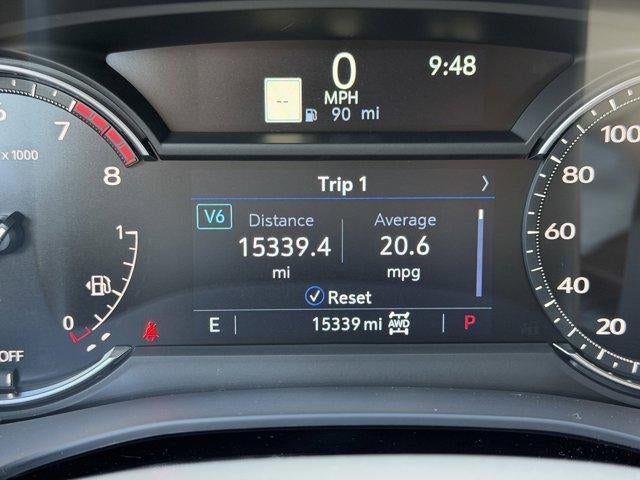 0
9:48
MPH
--
90 mi
6
7
8
x 1000
1
0
OFF
Trip 1
V6
Distance
Average
15339.4
20.6
mi
mpg
Reset
E
15339 mi
AWD
P
100
80
60
40
20